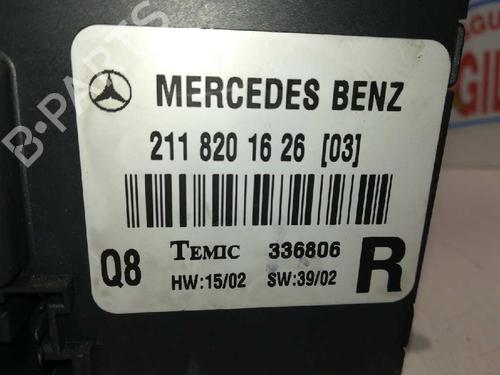 B-PARTS
MERCEDES BENZ
211 820 16 26 [03]
Q8 TEMIC 336806 R
HW:15/02 SW:39/02